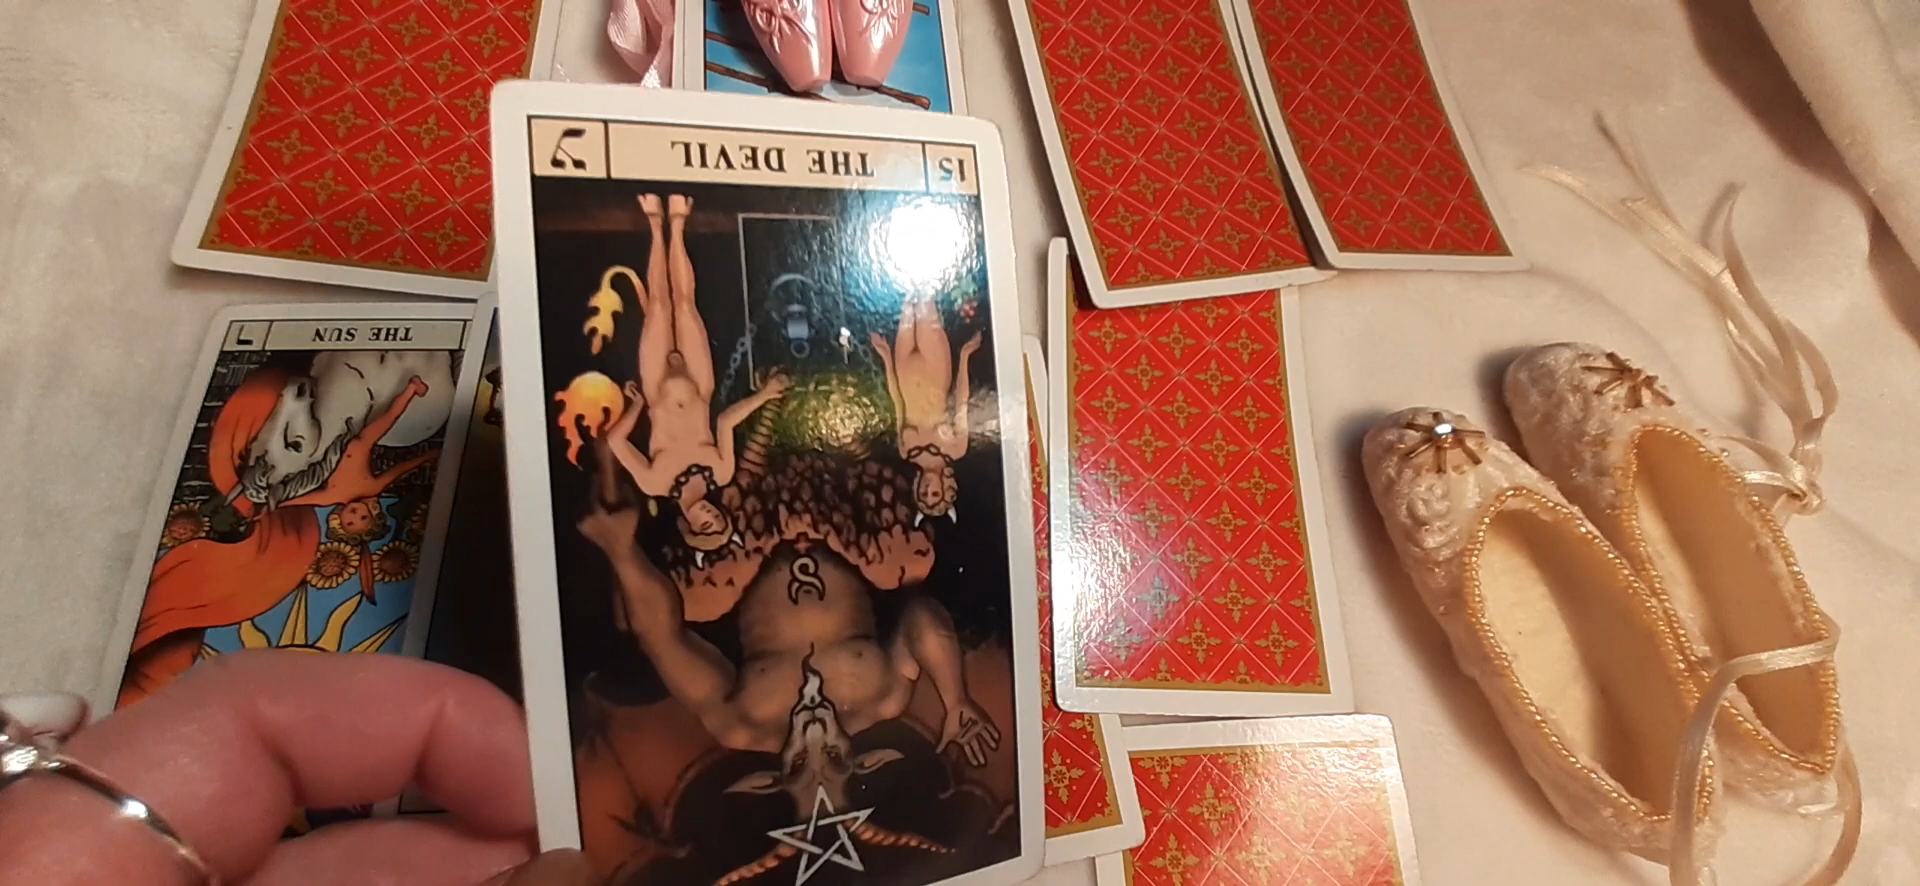 15 THE DEVIL ע
THE SUN ר